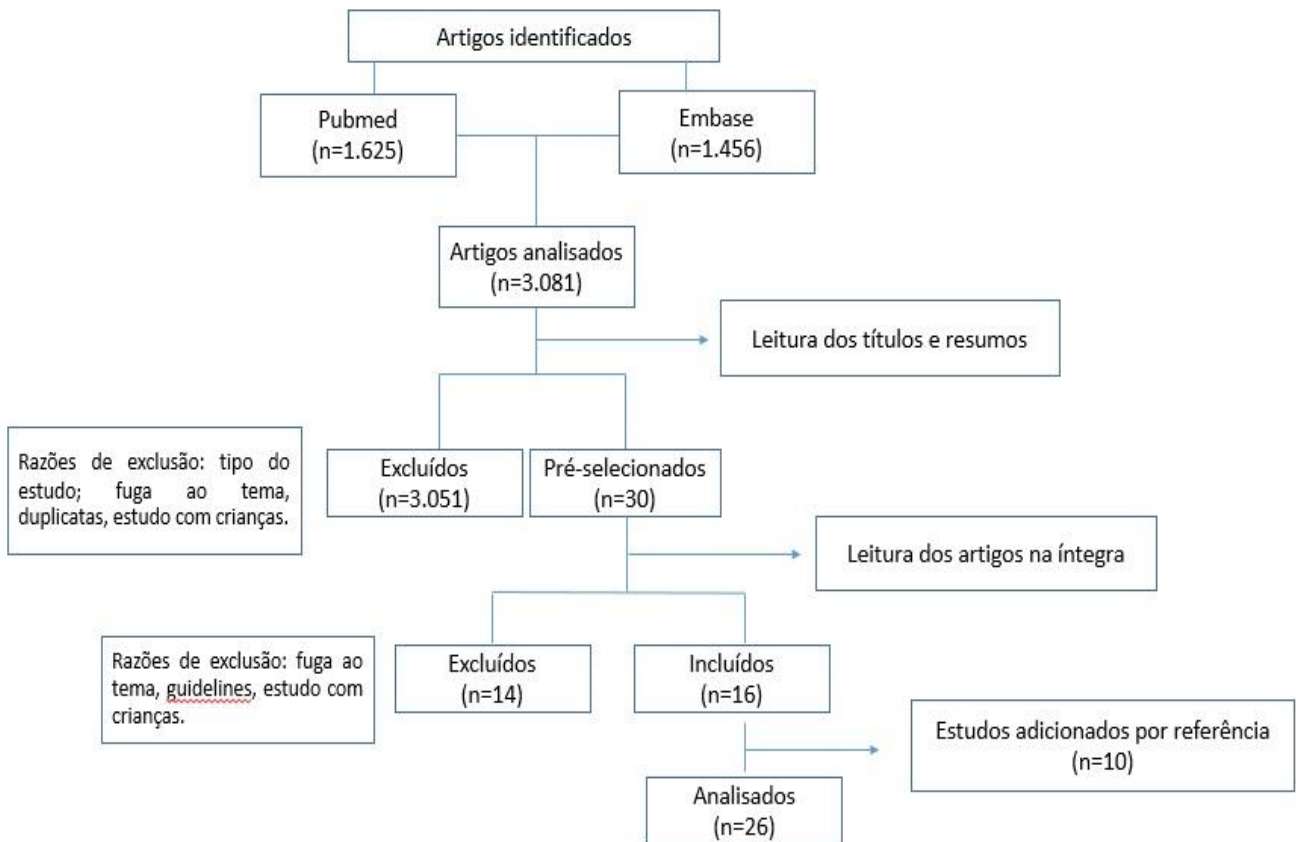 Artigos identificados
Pubmed
(n=1.625)
Embase
(n=1.456)
Artigos analisados
(n=3.081)
Leitura dos títulos e resumos
Razões de exclusão: tipo do
estudo; fuga ao tema,
duplicatas, estudo com crianças.
Excluídos
(n=3.051)
Pré-selecionados
(n=30)
Leitura dos artigos na íntegra
Razões de exclusão: fuga ao
tema, guidelines, estudo com
crianças.
Excluídos
(n=14)
Incluídos
(n=16)
Estudos adicionados por referência
(n=10)
Analisados
(n=26)